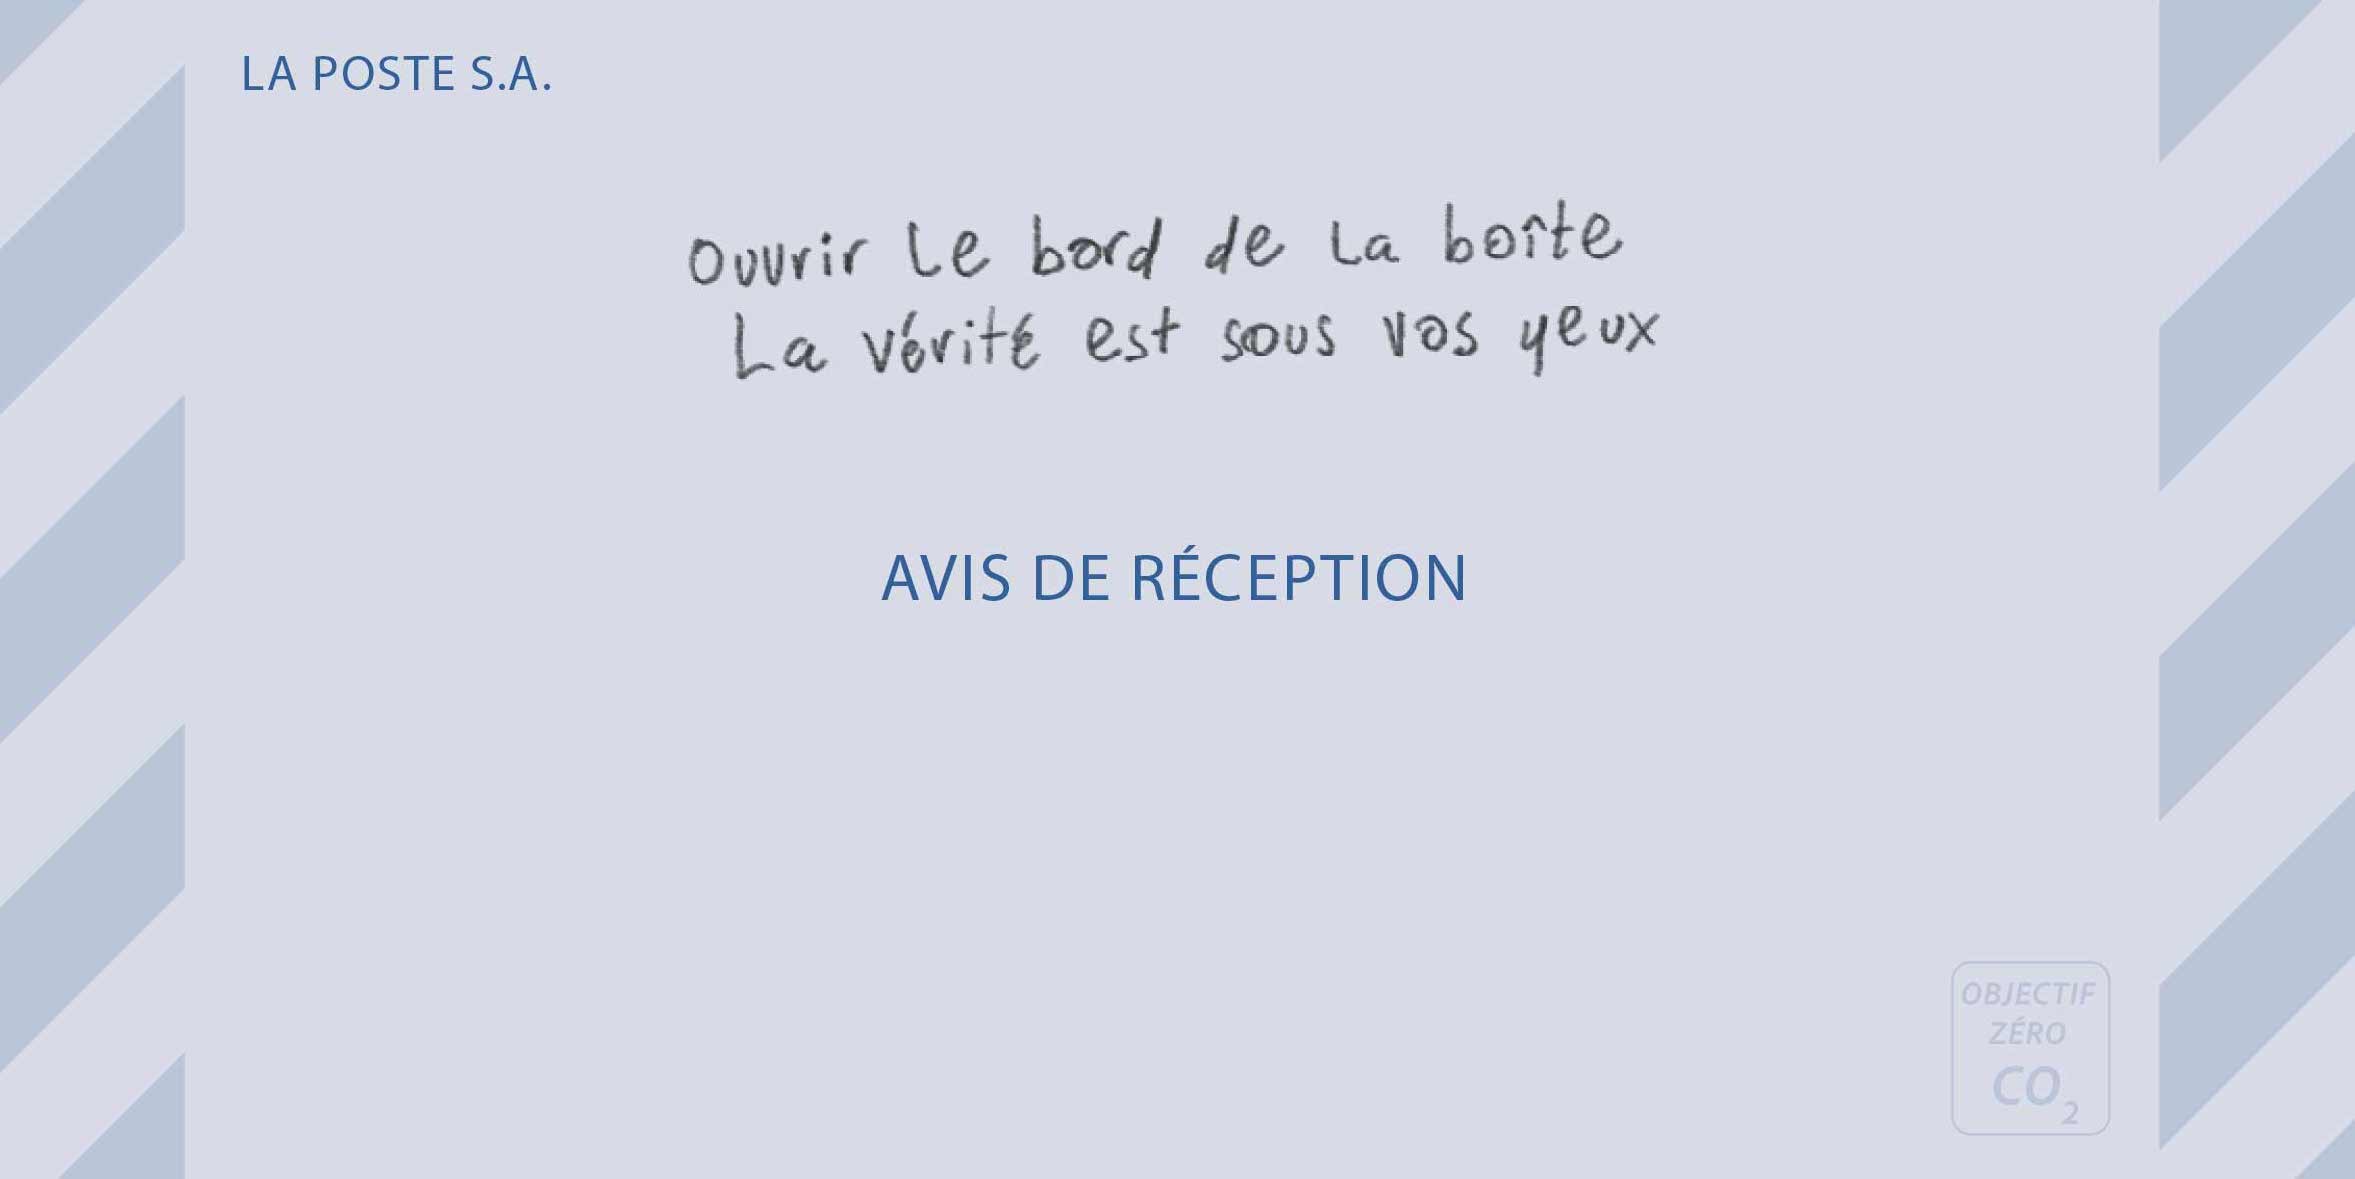 LA POSTE S.A.
Ouvrir le bord de la boîte
La vérité est sous vos yeux
AVIS DE RÉCEPTION
OBJECTIF
ZÉRO
CO₂